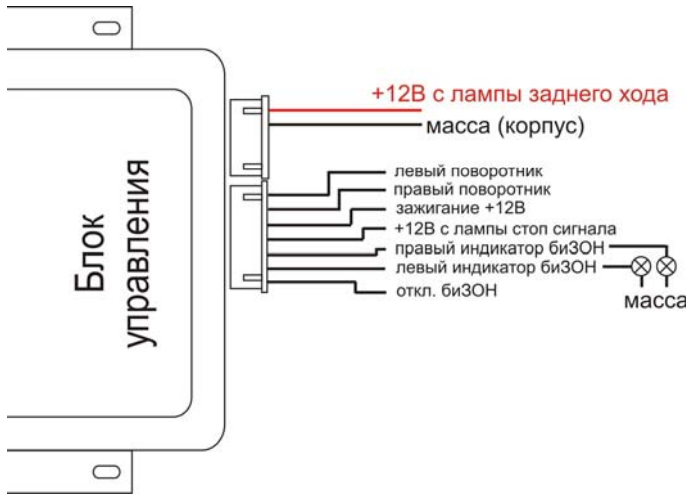 +12В с лампы заднего хода
масса (корпус)
левый поворотник
правый поворотник
зажигание +12В
+12В с лампы стоп сигнала
правый индикатор биЗОН
левый индикатор биЗОН
откл. биЗОН
масса
Блок
управления